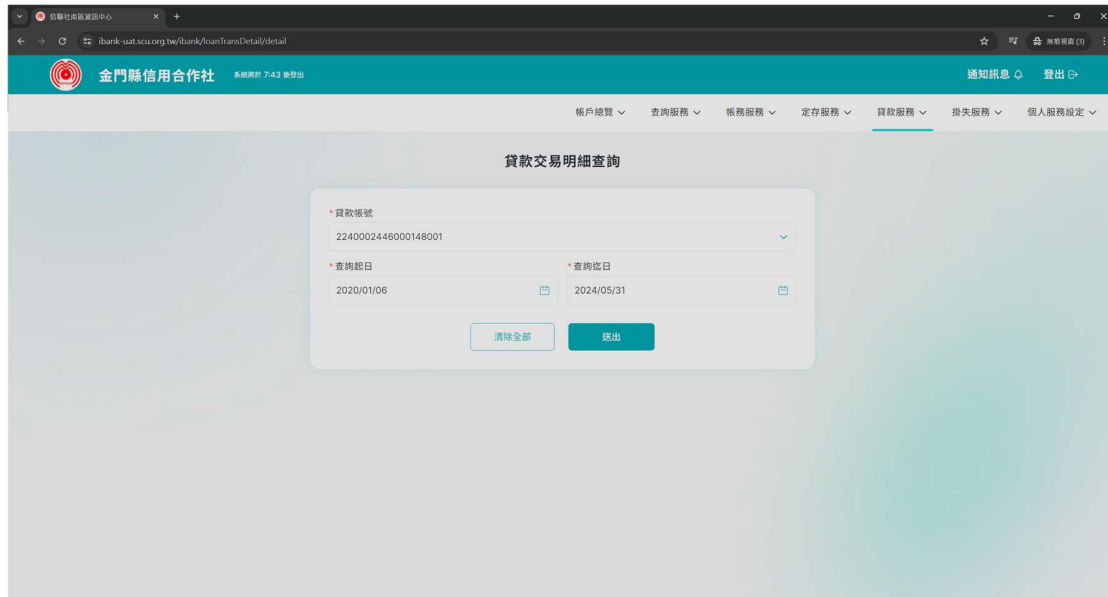 信聯社南區資訊中心
ibank-uat.scu.org.tw/ibank/loanTransDetail/detail
無痕視窗 (3)
金門縣信用合作社 系統將於 7:43 後登出 通知訊息 登出
帳戶總覽 查詢服務 帳務服務 定存服務 貸款服務 掛失服務 個人服務設定
貸款交易明細查詢
*貸款帳號
2240002446000148001
*查詢起日 *查詢迄日
2020/01/06 2024/05/31
清除全部 送出